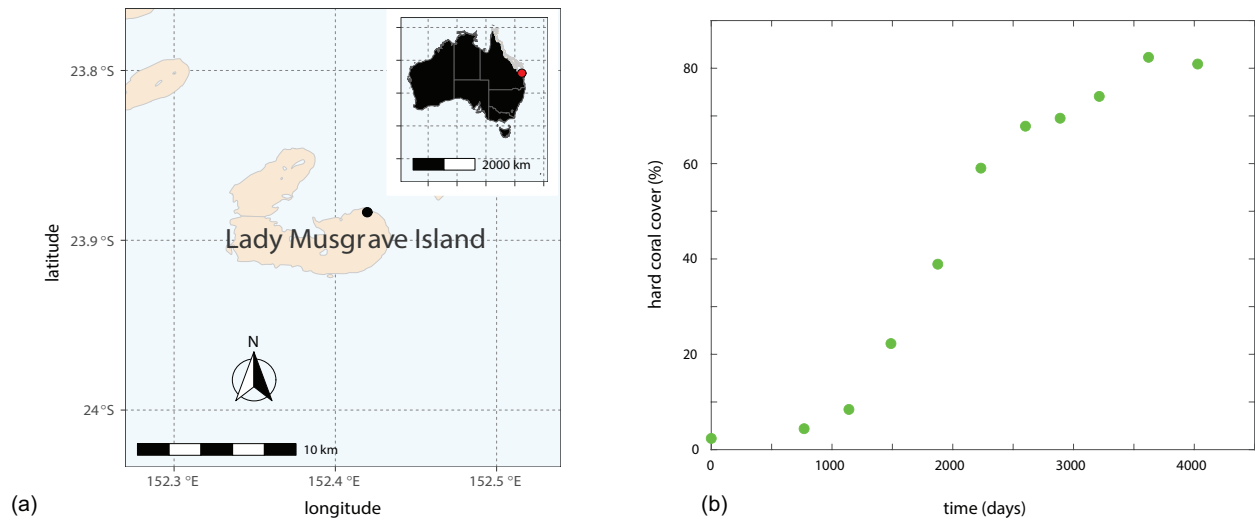 2000 km
23.8°S
Lady Musgrave Island
23.9°S
latitude
N
24°S
10 km
152.3 °E
152.4 °E
152.5 °E
longitude
(a)
80
60
40
20
0
hard coral cover (%)
0
1000
2000
3000
4000
time (days)
(b)